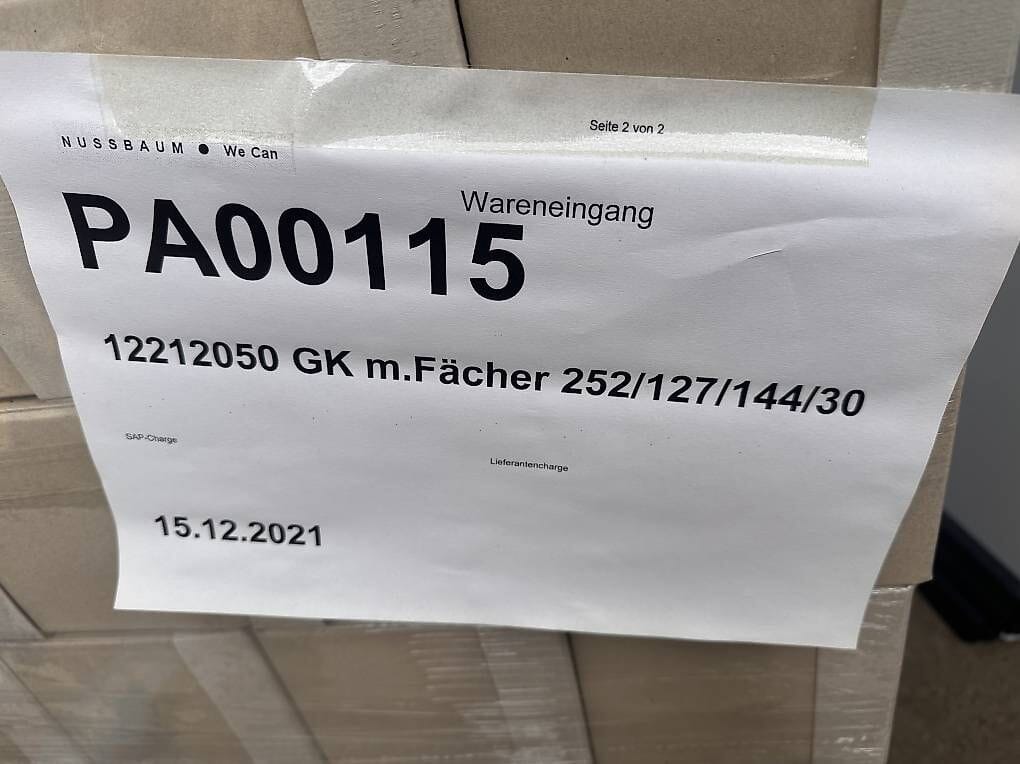 Seite 2 von 2
NUSSBAUM ● We Can
Wareneingang
PA00115
12212050 GK m.Fächer 252/127/144/30
SAP-Charge
Lieferantencharge
15.12.2021